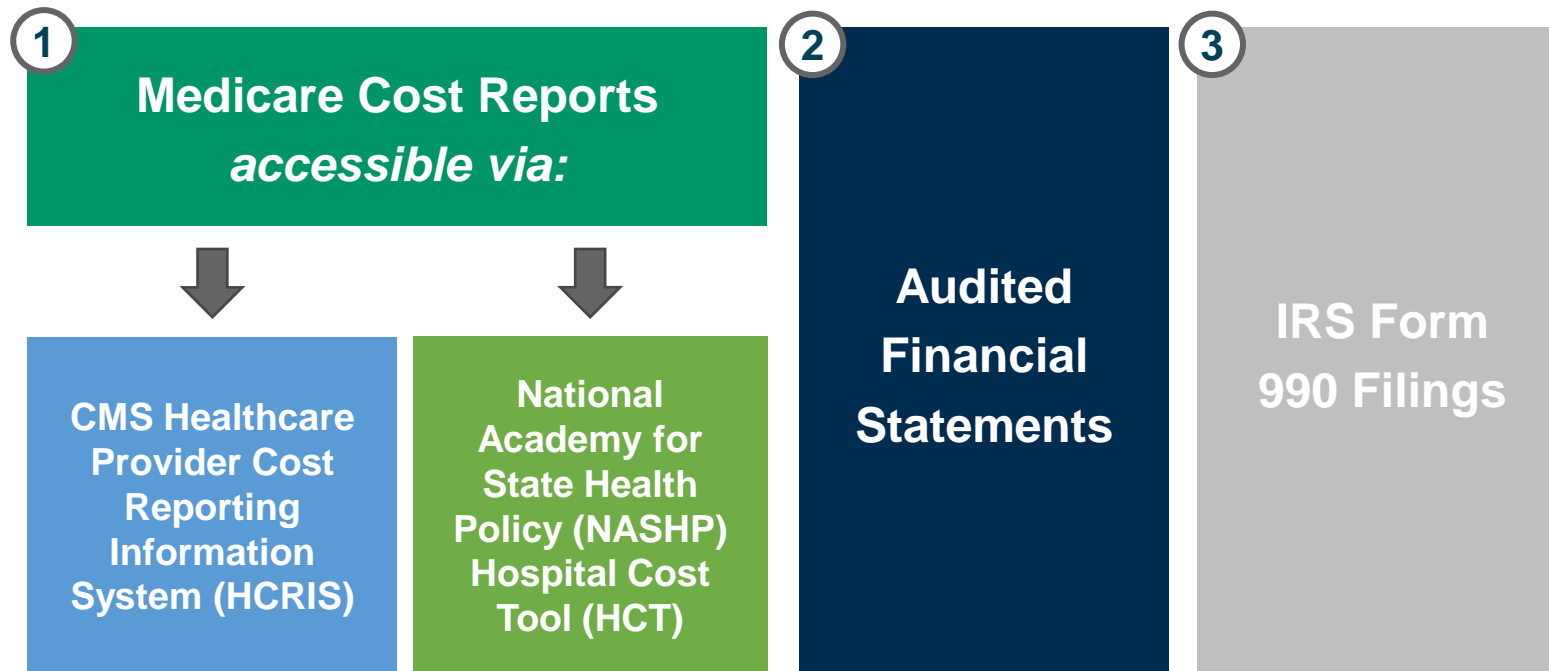 1
Medicare Cost Reports
accessible via:
CMS Healthcare
Provider Cost
Reporting
Information
System (HCRIS)
National
Academy for
State Health
Policy (NASHP)
Hospital Cost
Tool (HCT)
2
Audited
Financial
Statements
3
IRS Form
990 Filings